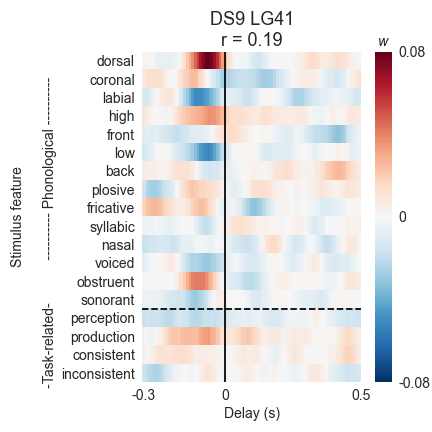 DS9 LG41
r = 0.19
w
dorsal
coronal
labial
high
front
low
back
plosive
fricative
syllabic
nasal
voiced
obstruent
sonorant
perception
production
consistent
inconsistent
Stimulus feature
---------- Phonological ----------
-Task-related-
0.08
0
-0.08
-0.3
0
0.5
Delay (s)